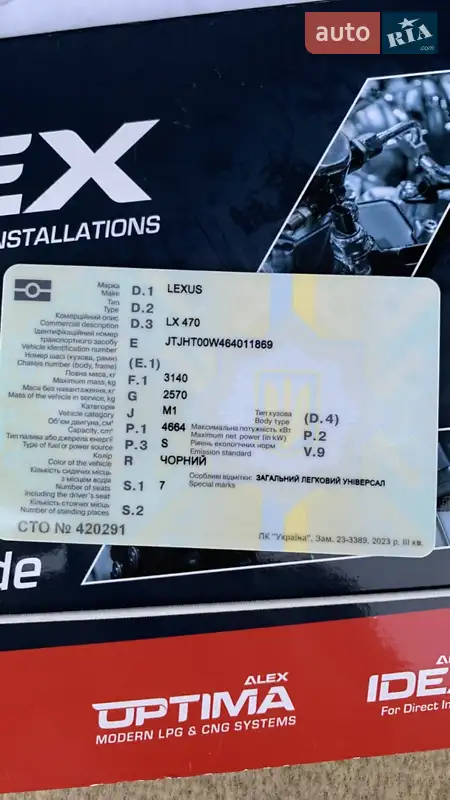 auto
RIA
.com
EX
INSTALLATIONS
Марка
Make D.1 LEXUS
Тип
Type D.2
Комерційний опис
Commercial description D.3 LX 470
Ідентифікаційний номер
транспортного засобу E JTJHT00W464011869
Vehicle identification number
Номер шасі (кузова, рами)
Chassis number (body, frame) (E.1)
Повна маса, кг
Maximum mass, kg F.1 3140
Маса без навантаження, кг
Mass of the vehicle in service, kg G 2570
Категорія
Vehicle category J M1 Тип кузова
Body type (D.4)
Об'єм двигуна, см³
Capacity, cm³ P.1 4664 Максимальна потужність кВт
Maximum net power (in kW) P.2
Тип палива або джерела енергії
Type of fuel or power source P.3 S Рівень екологічних норм
Emission standard V.9
Колір
Color of the vehicle R ЧОРНИЙ
Кількість сидячих місць
з місцем водія
Number of seats S.1 7 Особливі відмітки: ЗАГАЛЬНИЙ ЛЕГКОВИЙ УНІВЕРСАЛ
Special marks
including the driver's seat
Кількість стоячих місць
Number of standing places S.2
СТО № 420291
ПК "Україна", Зам. 23-3389, 2023 р. III кв.
de
ALEX
OPTIMA
MODERN LPG & CNG SYSTEMS
IDE
For Direct In